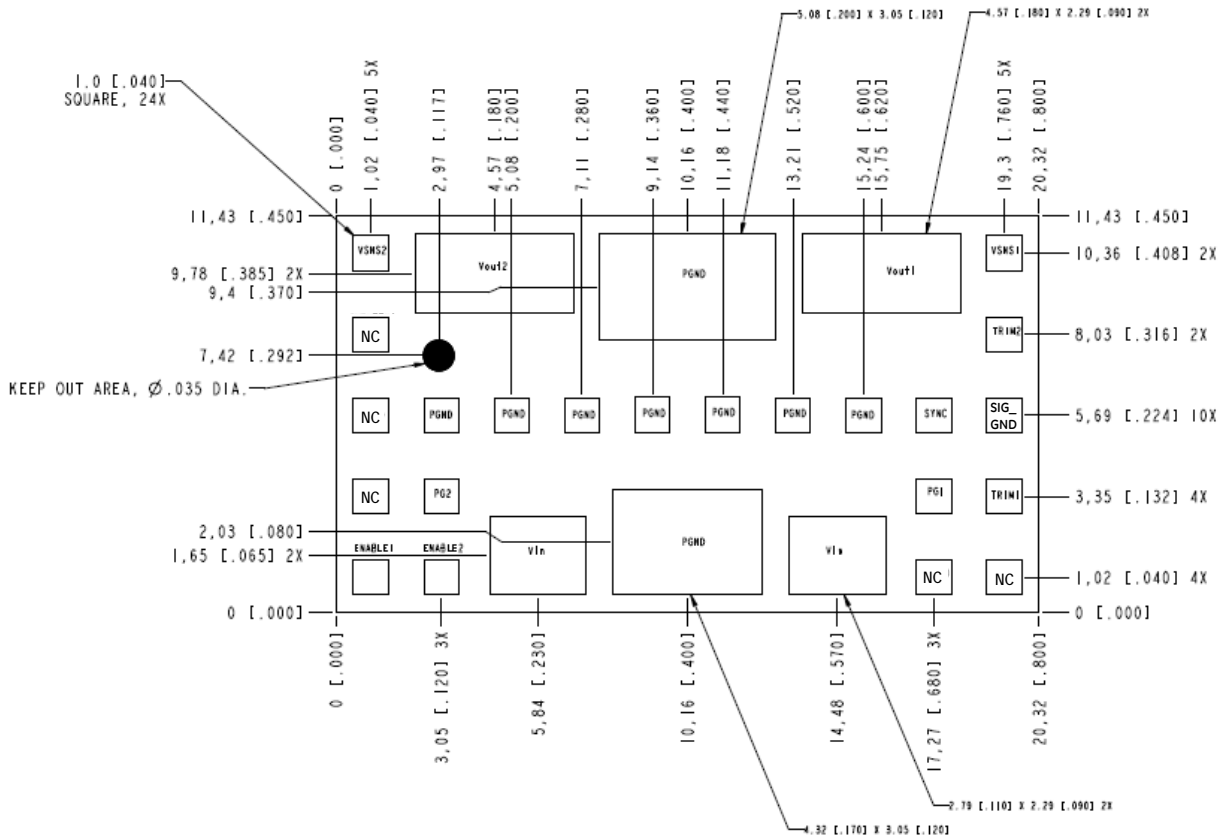 5.08 [.200] X 3.05 [.120]
4.57 [.180] X 2.29 [.090] 2X
1.0 [.040]
SQUARE, 24X
0 [.000]
1,02 [.040] 5X
2,97 [.117]
4,57 [.180]
5,08 [.200]
7,11 [.280]
9,14 [.360]
10,16 [.400]
11,18 [.440]
13,21 [.520]
15,24 [.600]
15,75 [.620]
19,3 [.760] 5X
20,32 [.800]
11,43 [.450]
11,43 [.450]
VSNS2
Vout2
PGND
Vout1
VSNS1
10,36 [.408] 2X
9,78 [.385] 2X
9,4 [.370]
NC
TRIM2
8,03 [.316] 2X
7,42 [.292]
KEEP OUT AREA, Ø.035 DIA.
NC
PGND
PGND
PGND
PGND
PGND
PGND
PGND
SYNC
SIG_
GND
5,69 [.224] 10X
NC
PG2
PG1
TRIM1
3,35 [.132] 4X
2,03 [.080]
1,65 [.065] 2X
ENABLE1
ENABLE2
VIn
PGND
VIn
NC
NC
1,02 [.040] 4X
0 [.000]
0 [.000]
0 [.000]
3,05 [.120] 3X
5,84 [.230]
10,16 [.400]
14,48 [.570]
17,27 [.680] 3X
20,32 [.800]
2.79 [.110] X 2.29 [.090] 2X
4.32 [.170] X 3.05 [.120]